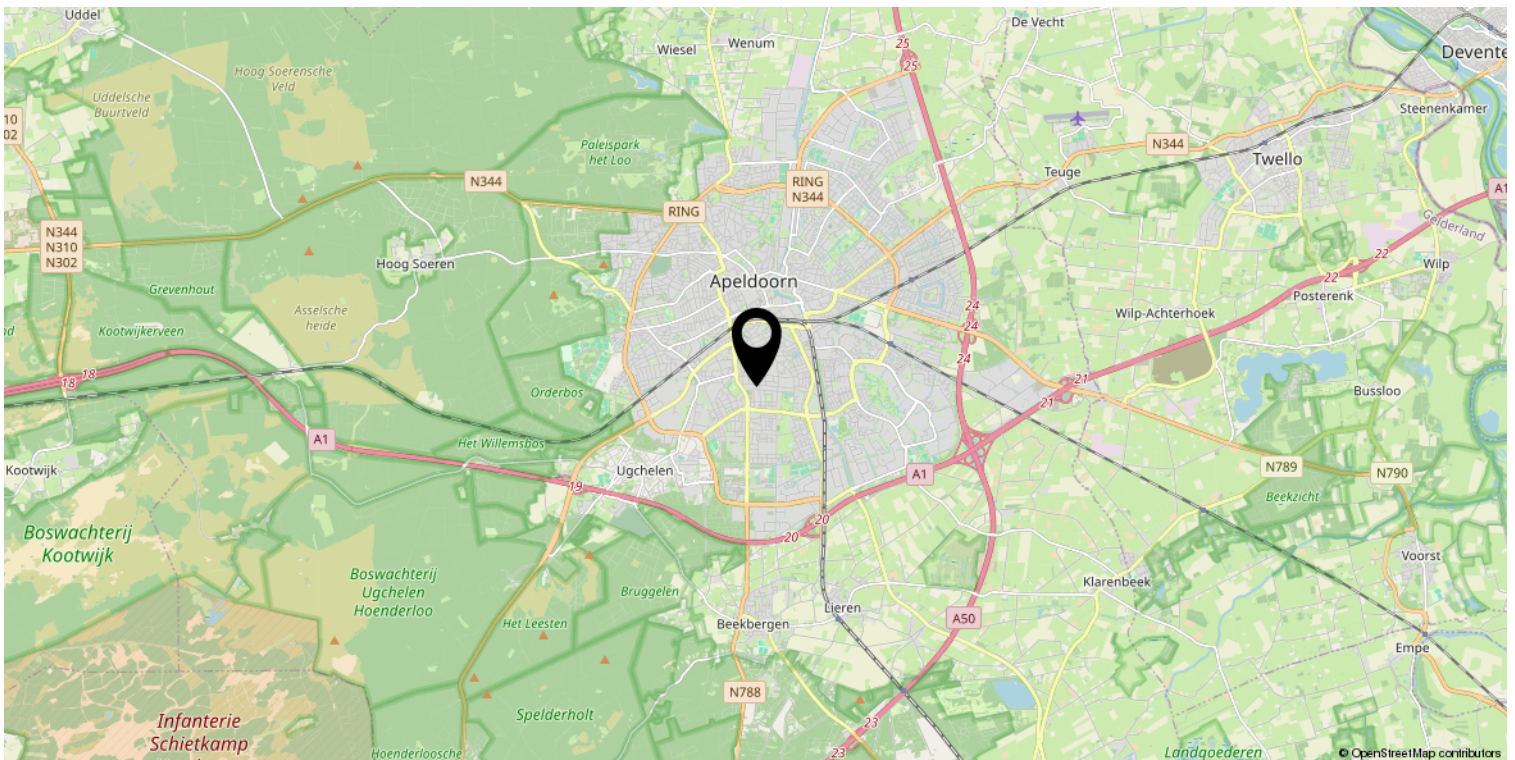 Uddel
De Vecht
Wiesel
Wenum
25
25
Devente
Hoog Soerensche
Veld
Uddelsche
Buurtveld
Steenenkamer
10
02
Paleispark
het Loo
N344
Twello
Teuge
N344
RING
N344
A1
RING
N344
N310
N302
Gelderland
22
22
Hoog Soeren
Wilp
Apeldoorn
Grevenhout
Posterenk
24
24
24
Wilp-Achterhoek
Asselsche
heide
Kootwijkerveen
nd
18
18
21
21
Orderbos
Bussloo
A1
Het Willemsbos
Kootwijk
Ugchelen
A1
N789
N790
19
Beekzicht
20
20
Boswachterij
Kootwijk
Voorst
Boswachterij
Ugchelen
Hoenderloo
Klarenbeek
Bruggelen
Lieren
A50
Het Leesten
Beekbergen
Empe
N788
Spelderholt
Infanterie
Schietkamp
23
23
Hoenderloosche
Landgoederen
© OpenStreetMap contributors